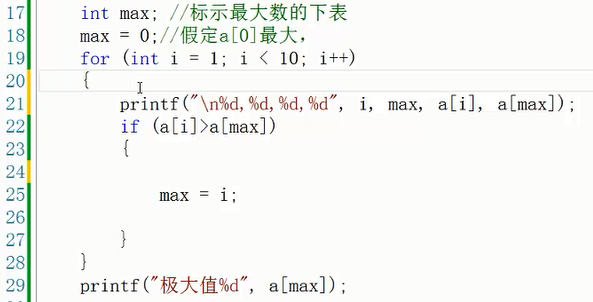 17 int max; //标示最大数的下表
18 max = 0;//假定a[0]最大，
19 for (int i = 1; i < 10; i++)
20 {
21 printf("\n%d,%d,%d,%d", i, max, a[i], a[max]);
22 if (a[i]>a[max])
23 {
24
25 max = i;
26
27 }
28 }
29 printf("极大值%d", a[max]);